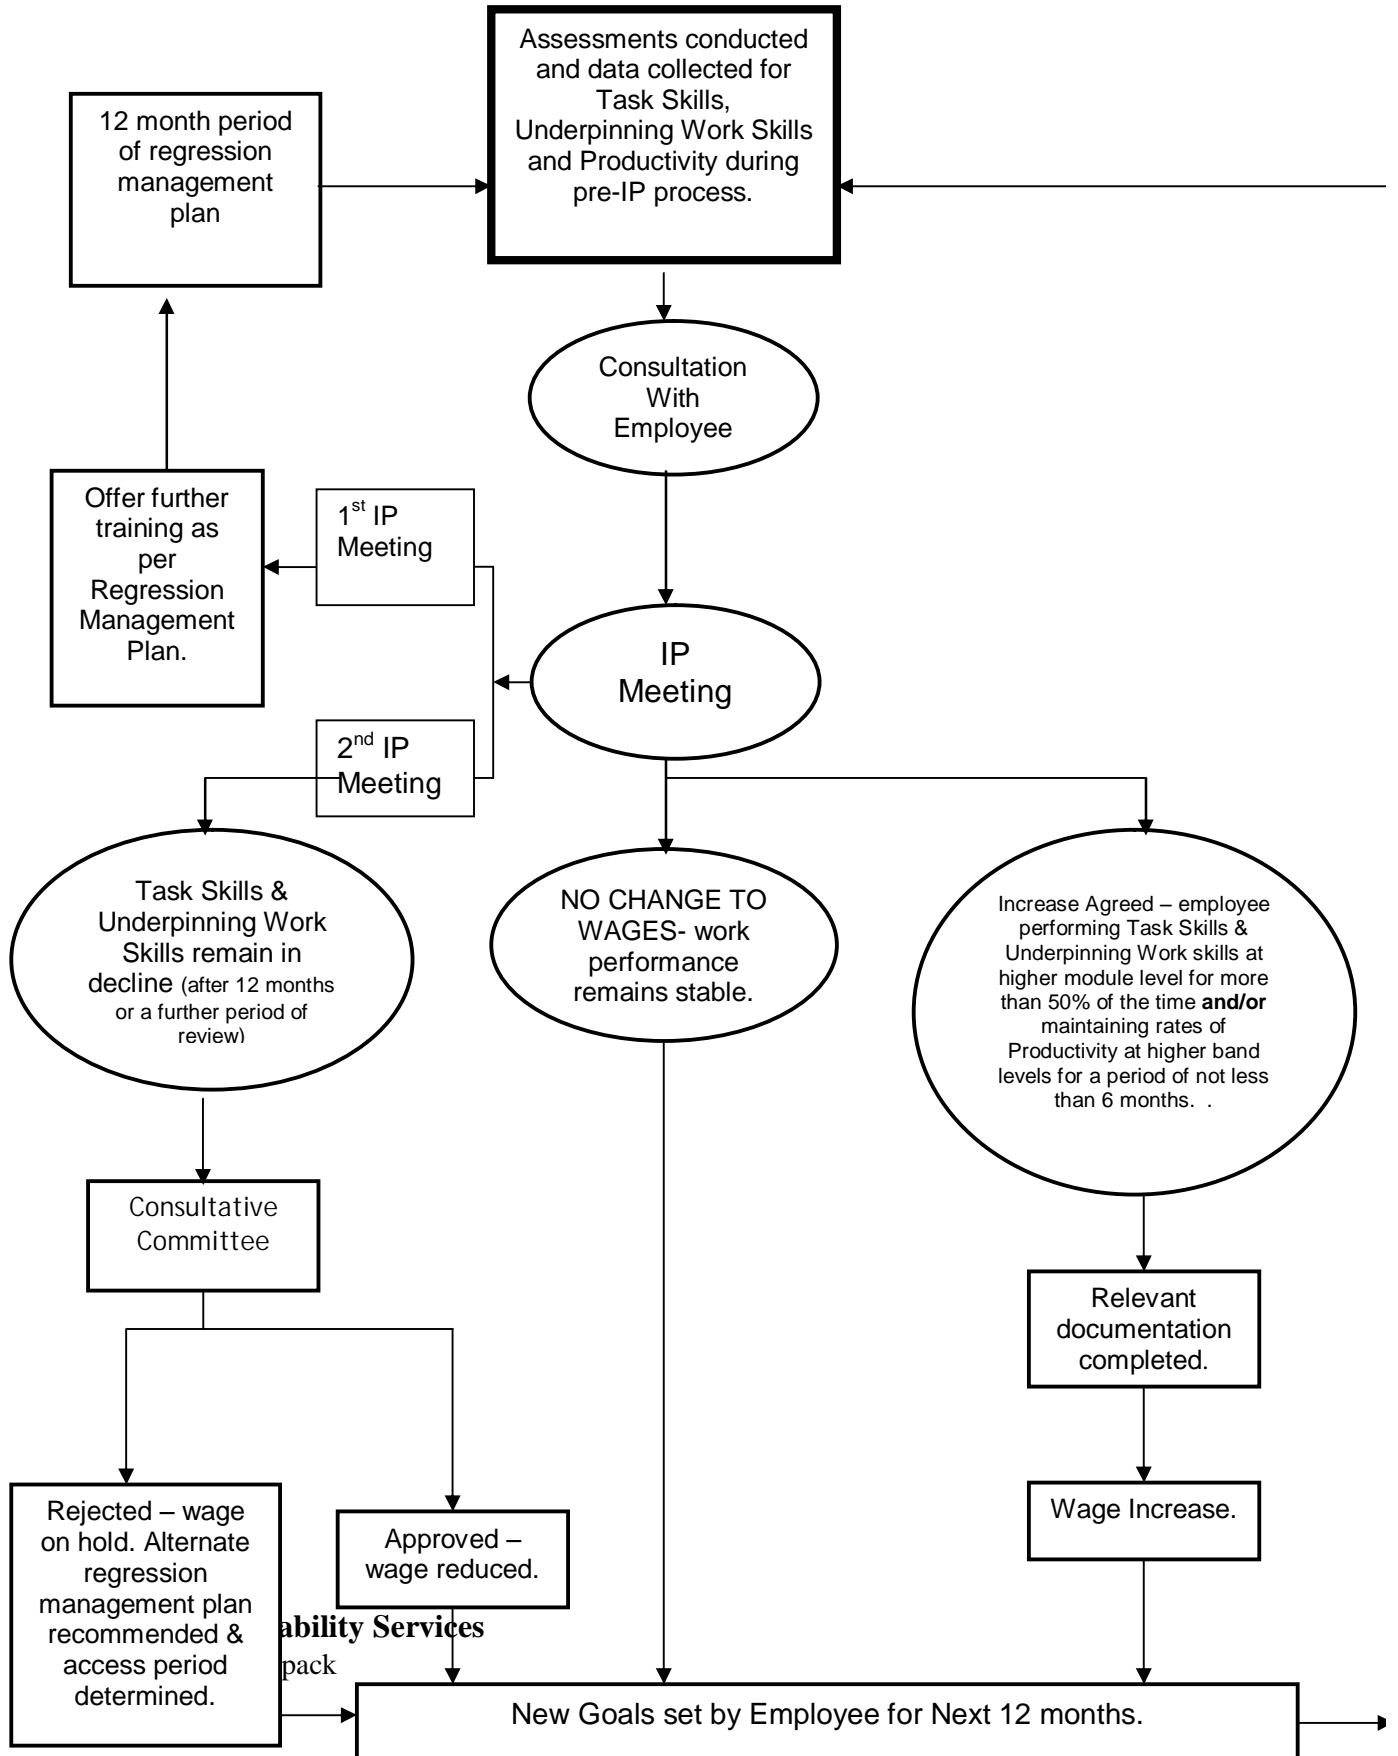 Assessments conducted
and data collected for
Task Skills,
Underpinning Work Skills
and Productivity during
pre-IP process.
12 month period
of regression
management
plan
Consultation
With
Employee
Offer further
training as
per
Regression
Management
Plan.
1st IP
Meeting
IP
Meeting
2nd IP
Meeting
Task Skills &
Underpinning Work
Skills remain in
decline (after 12 months
or a further period of
review)
NO CHANGE TO
WAGES- work
performance
remains stable.
Increase Agreed – employee
performing Task Skills &
Underpinning Work skills at
higher module level for more
than 50% of the time and/or
maintaining rates of
Productivity at higher band
levels for a period of not less
than 6 months. .
Consultative
Committee
Relevant
documentation
completed.
Rejected – wage
on hold. Alternate
regression
management plan
recommended &
access period
determined.
Approved –
wage reduced.
Wage Increase.
ability Services
pack
New Goals set by Employee for Next 12 months.